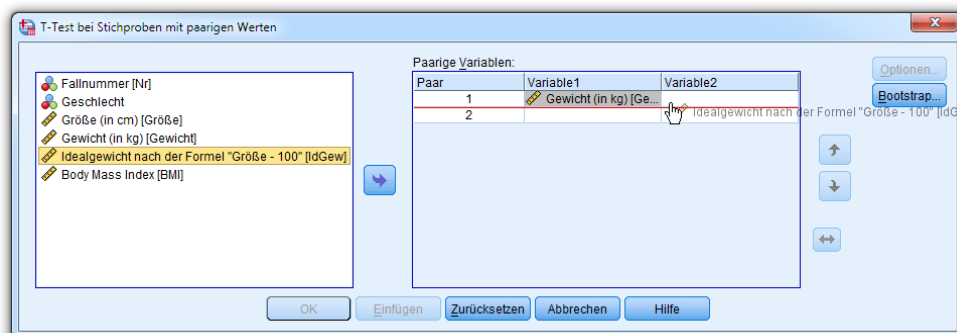 T-Test bei Stichproben mit paarigen Werten
Paarige Variablen:
Fallnummer [Nr]
Geschlecht
Größe (in cm) [Größe]
Gewicht (in kg) [Gewicht]
Idealgewicht nach der Formel "Größe - 100" [IdGew]
Body Mass Index [BMI]
Paar Variable1 Variable2
1 Gewicht (in kg) [Ge...
2
Idealgewicht nach der Formel "Größe - 100" [IdG
Optionen...
Bootstrap...
OK Einfügen Zurücksetzen Abbrechen Hilfe